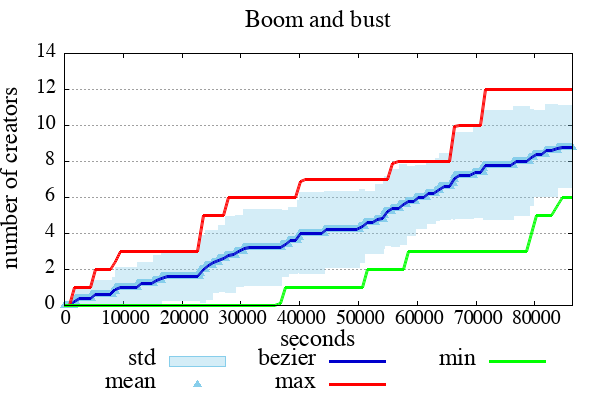 Boom and bust
14
12
10
8
6
4
2
0
number of creators
0 10000 20000 30000 40000 50000 60000 70000 80000
seconds
std bezier min
mean max